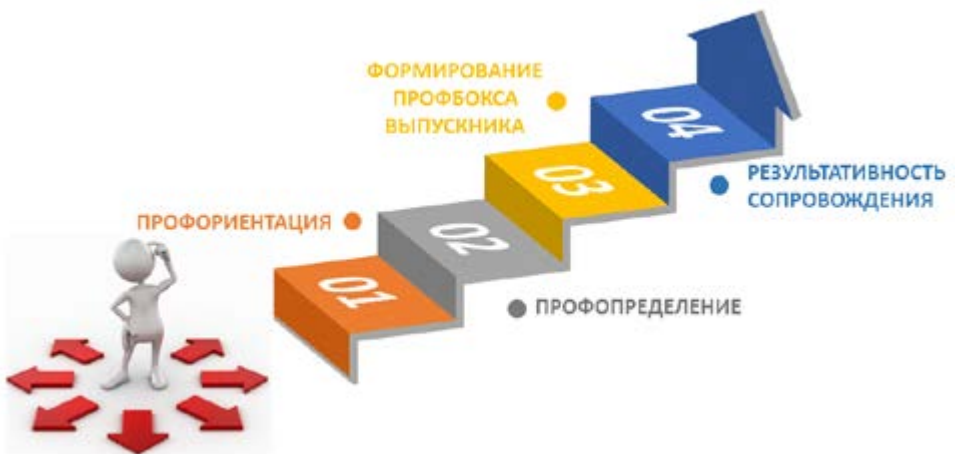 ФОРМИРОВАНИЕ
ПРОФБОКСА
ВЫПУСКНИКА
04
03
РЕЗУЛЬТАТИВНОСТЬ
СОПРОВОЖДЕНИЯ
ПРОФОРИЕНТАЦИЯ
02
01
ПРОФОПРЕДЕЛЕНИЕ